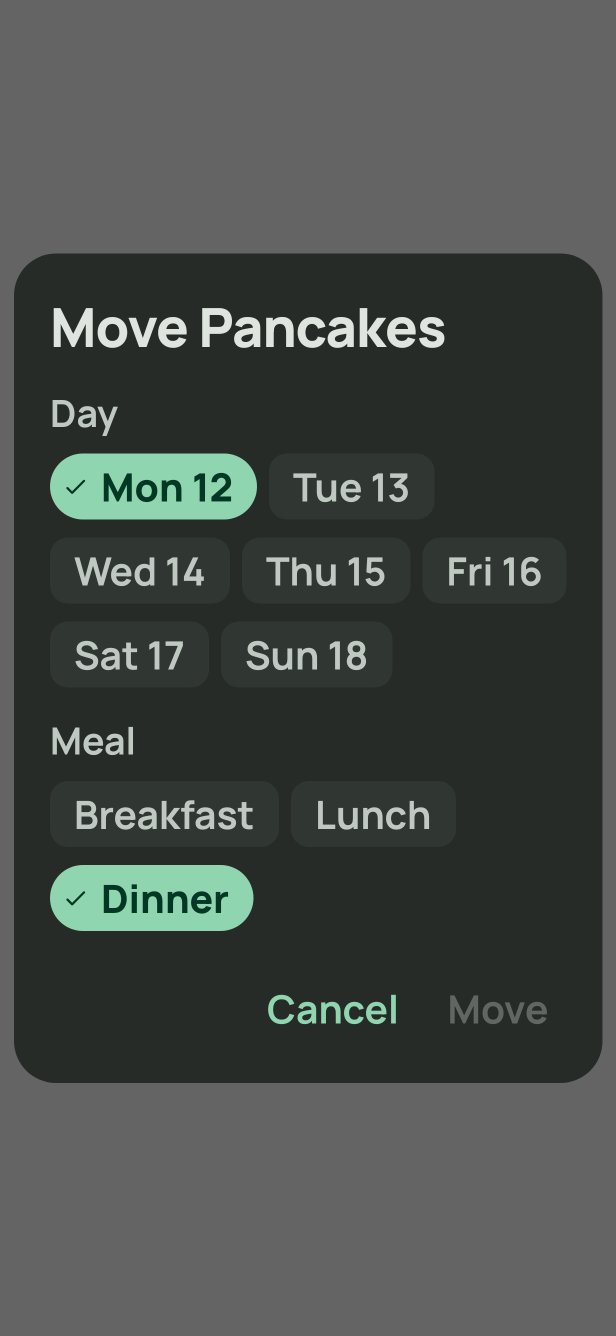 Move Pancakes
Day
Mon 12 Tue 13
Wed 14 Thu 15 Fri 16
Sat 17 Sun 18
Meal
Breakfast Lunch
Dinner
Cancel Move